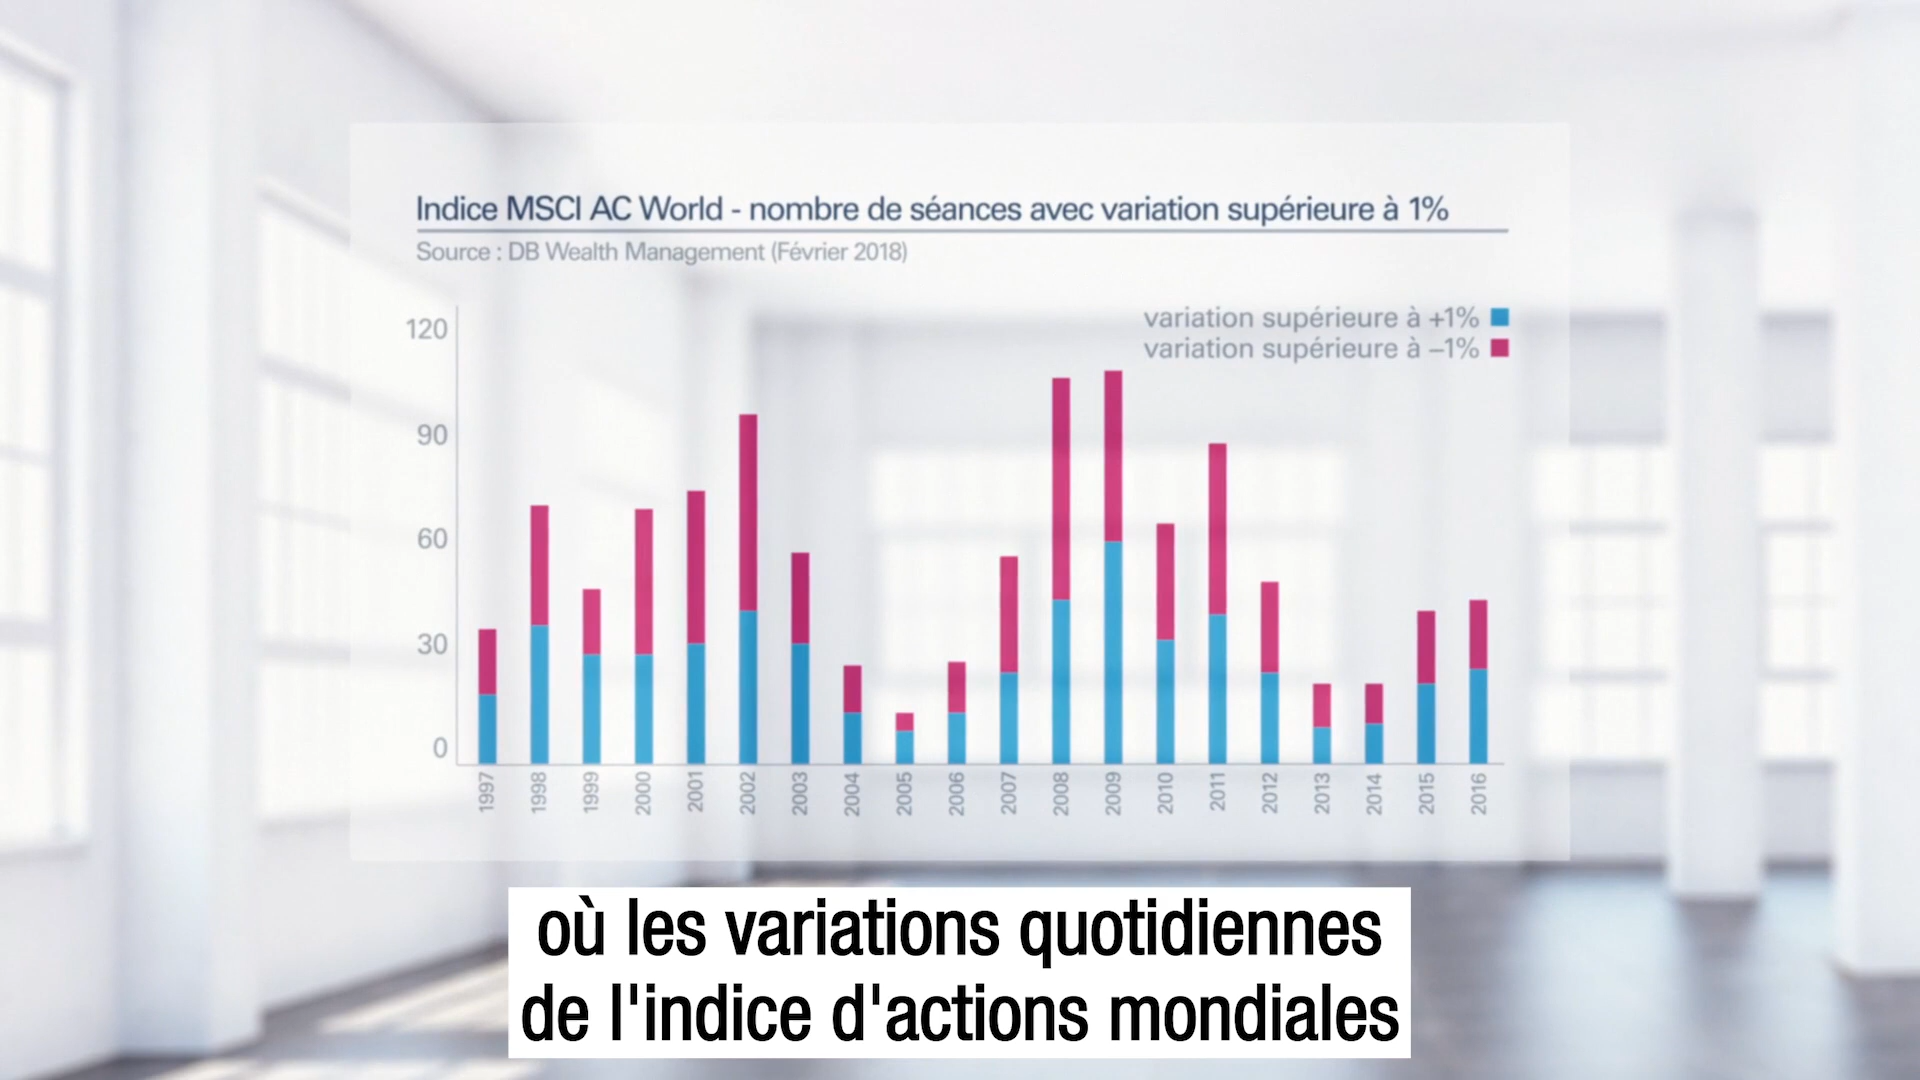 Indice MSCI AC World - nombre de séances avec variation supérieure à 1%
Source : DB Wealth Management (Février 2018)
variation supérieure à +1%
variation supérieure à –1%
120
90
60
30
0
1997 1998 1999 2000 2001 2002 2003 2004 2005 2006 2007 2008 2009 2010 2011 2012 2013 2014 2015 2016
où les variations quotidiennes
de l'indice d'actions mondiales